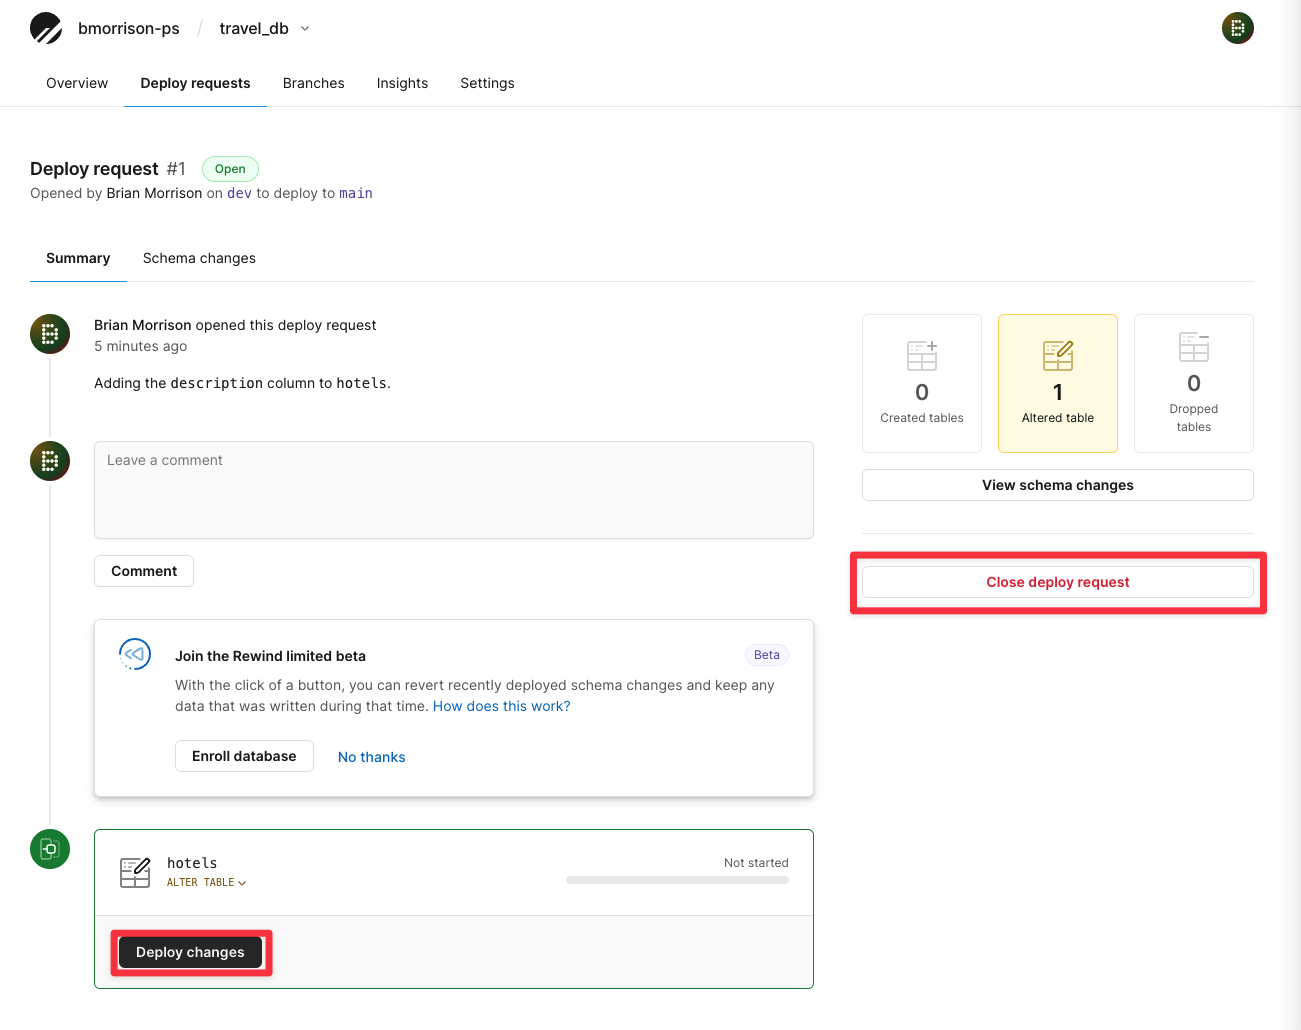 bmorrison-ps / travel_db
Overview Deploy requests Branches Insights Settings
Deploy request #1 Open
Opened by Brian Morrison on dev to deploy to main
Summary Schema changes
Brian Morrison opened this deploy request
5 minutes ago
Adding the description column to hotels.
Leave a comment
Comment
Join the Rewind limited beta Beta
With the click of a button, you can revert recently deployed schema changes and keep any
data that was written during that time. How does this work?
Enroll database No thanks
hotels Not started
ALTER TABLE
Deploy changes
0
Created tables
1
Altered table
0
Dropped
tables
View schema changes
Close deploy request